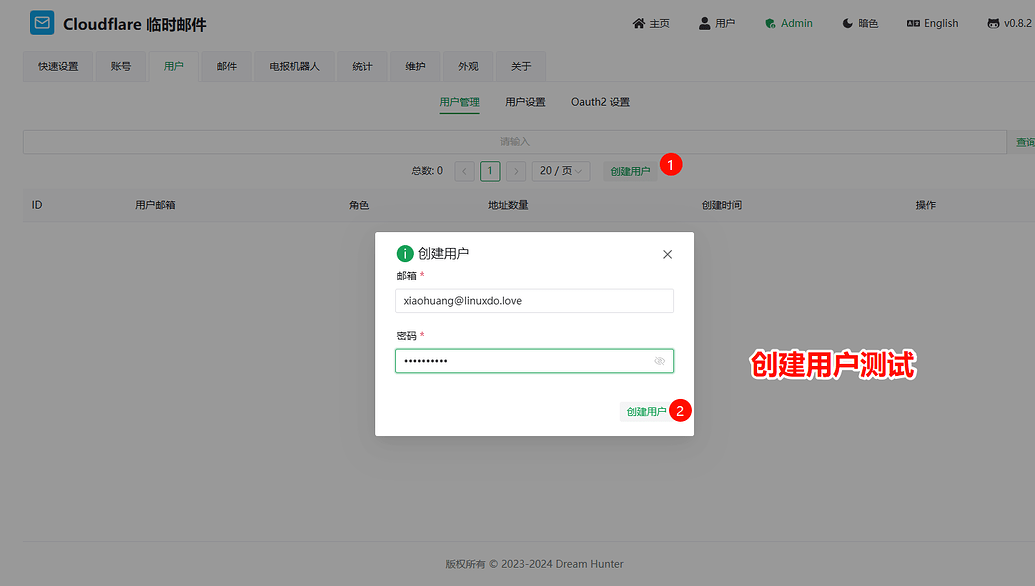 Cloudflare 临时邮件 主页 用户 Admin 暗色 English v0.8.2
快速设置 账号 用户 邮件 电报机器人 统计 维护 外观 关于
用户管理 用户设置 Oauth2 设置
请输入 查询
总数: 0 1 20 / 页 创建用户 1
ID 用户邮箱 角色 地址数量 创建时间 操作
创建用户
邮箱 *
xiaohuang@linuxdo.love
密码 *
••••••••••
创建用户测试
创建用户 2
版权所有 © 2023-2024 Dream Hunter